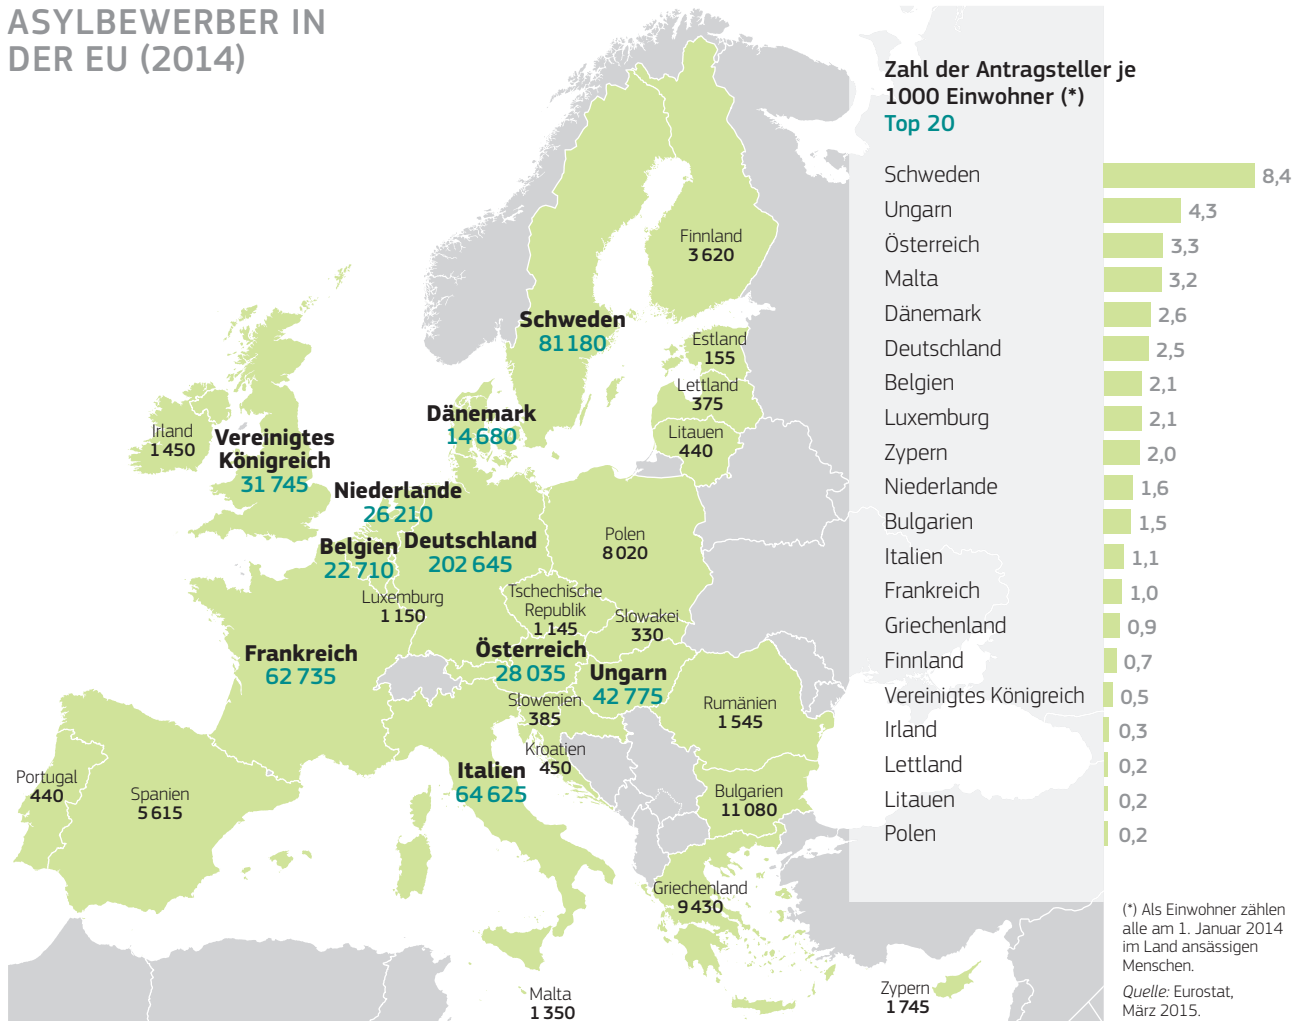 ASYLBEWERBER IN
DER EU (2014)
Finnland
3 620
Schweden
81 180
Estland
155
Lettland
375
Litauen
440
Dänemark
14 680
Irland
1 450
Vereinigtes
Königreich
31 745
Niederlande
26 210
Belgien
22 710
Deutschland
202 645
Polen
8 020
Luxemburg
1 150
Tschechische
Republik
1 145
Slowakei
330
Frankreich
62 735
Österreich
28 035
Ungarn
42 775
Slowenien
385
Rumänien
1 545
Kroatien
450
Italien
64 625
Portugal
440
Spanien
5 615
Bulgarien
11 080
Griechenland
9 430
Malta
1 350
Zypern
1 745
Zahl der Antragsteller je
1000 Einwohner (*)
Top 20
Schweden 8,4
Ungarn 4,3
Österreich 3,3
Malta 3,2
Dänemark 2,6
Deutschland 2,5
Belgien 2,1
Luxemburg 2,1
Zypern 2,0
Niederlande 1,6
Bulgarien 1,5
Italien 1,1
Frankreich 1,0
Griechenland 0,9
Finnland 0,7
Vereinigtes Königreich 0,5
Irland 0,3
Lettland 0,2
Litauen 0,2
Polen 0,2
(*) Als Einwohner zählen
alle am 1. Januar 2014
im Land ansässigen
Menschen.
Quelle: Eurostat,
März 2015.